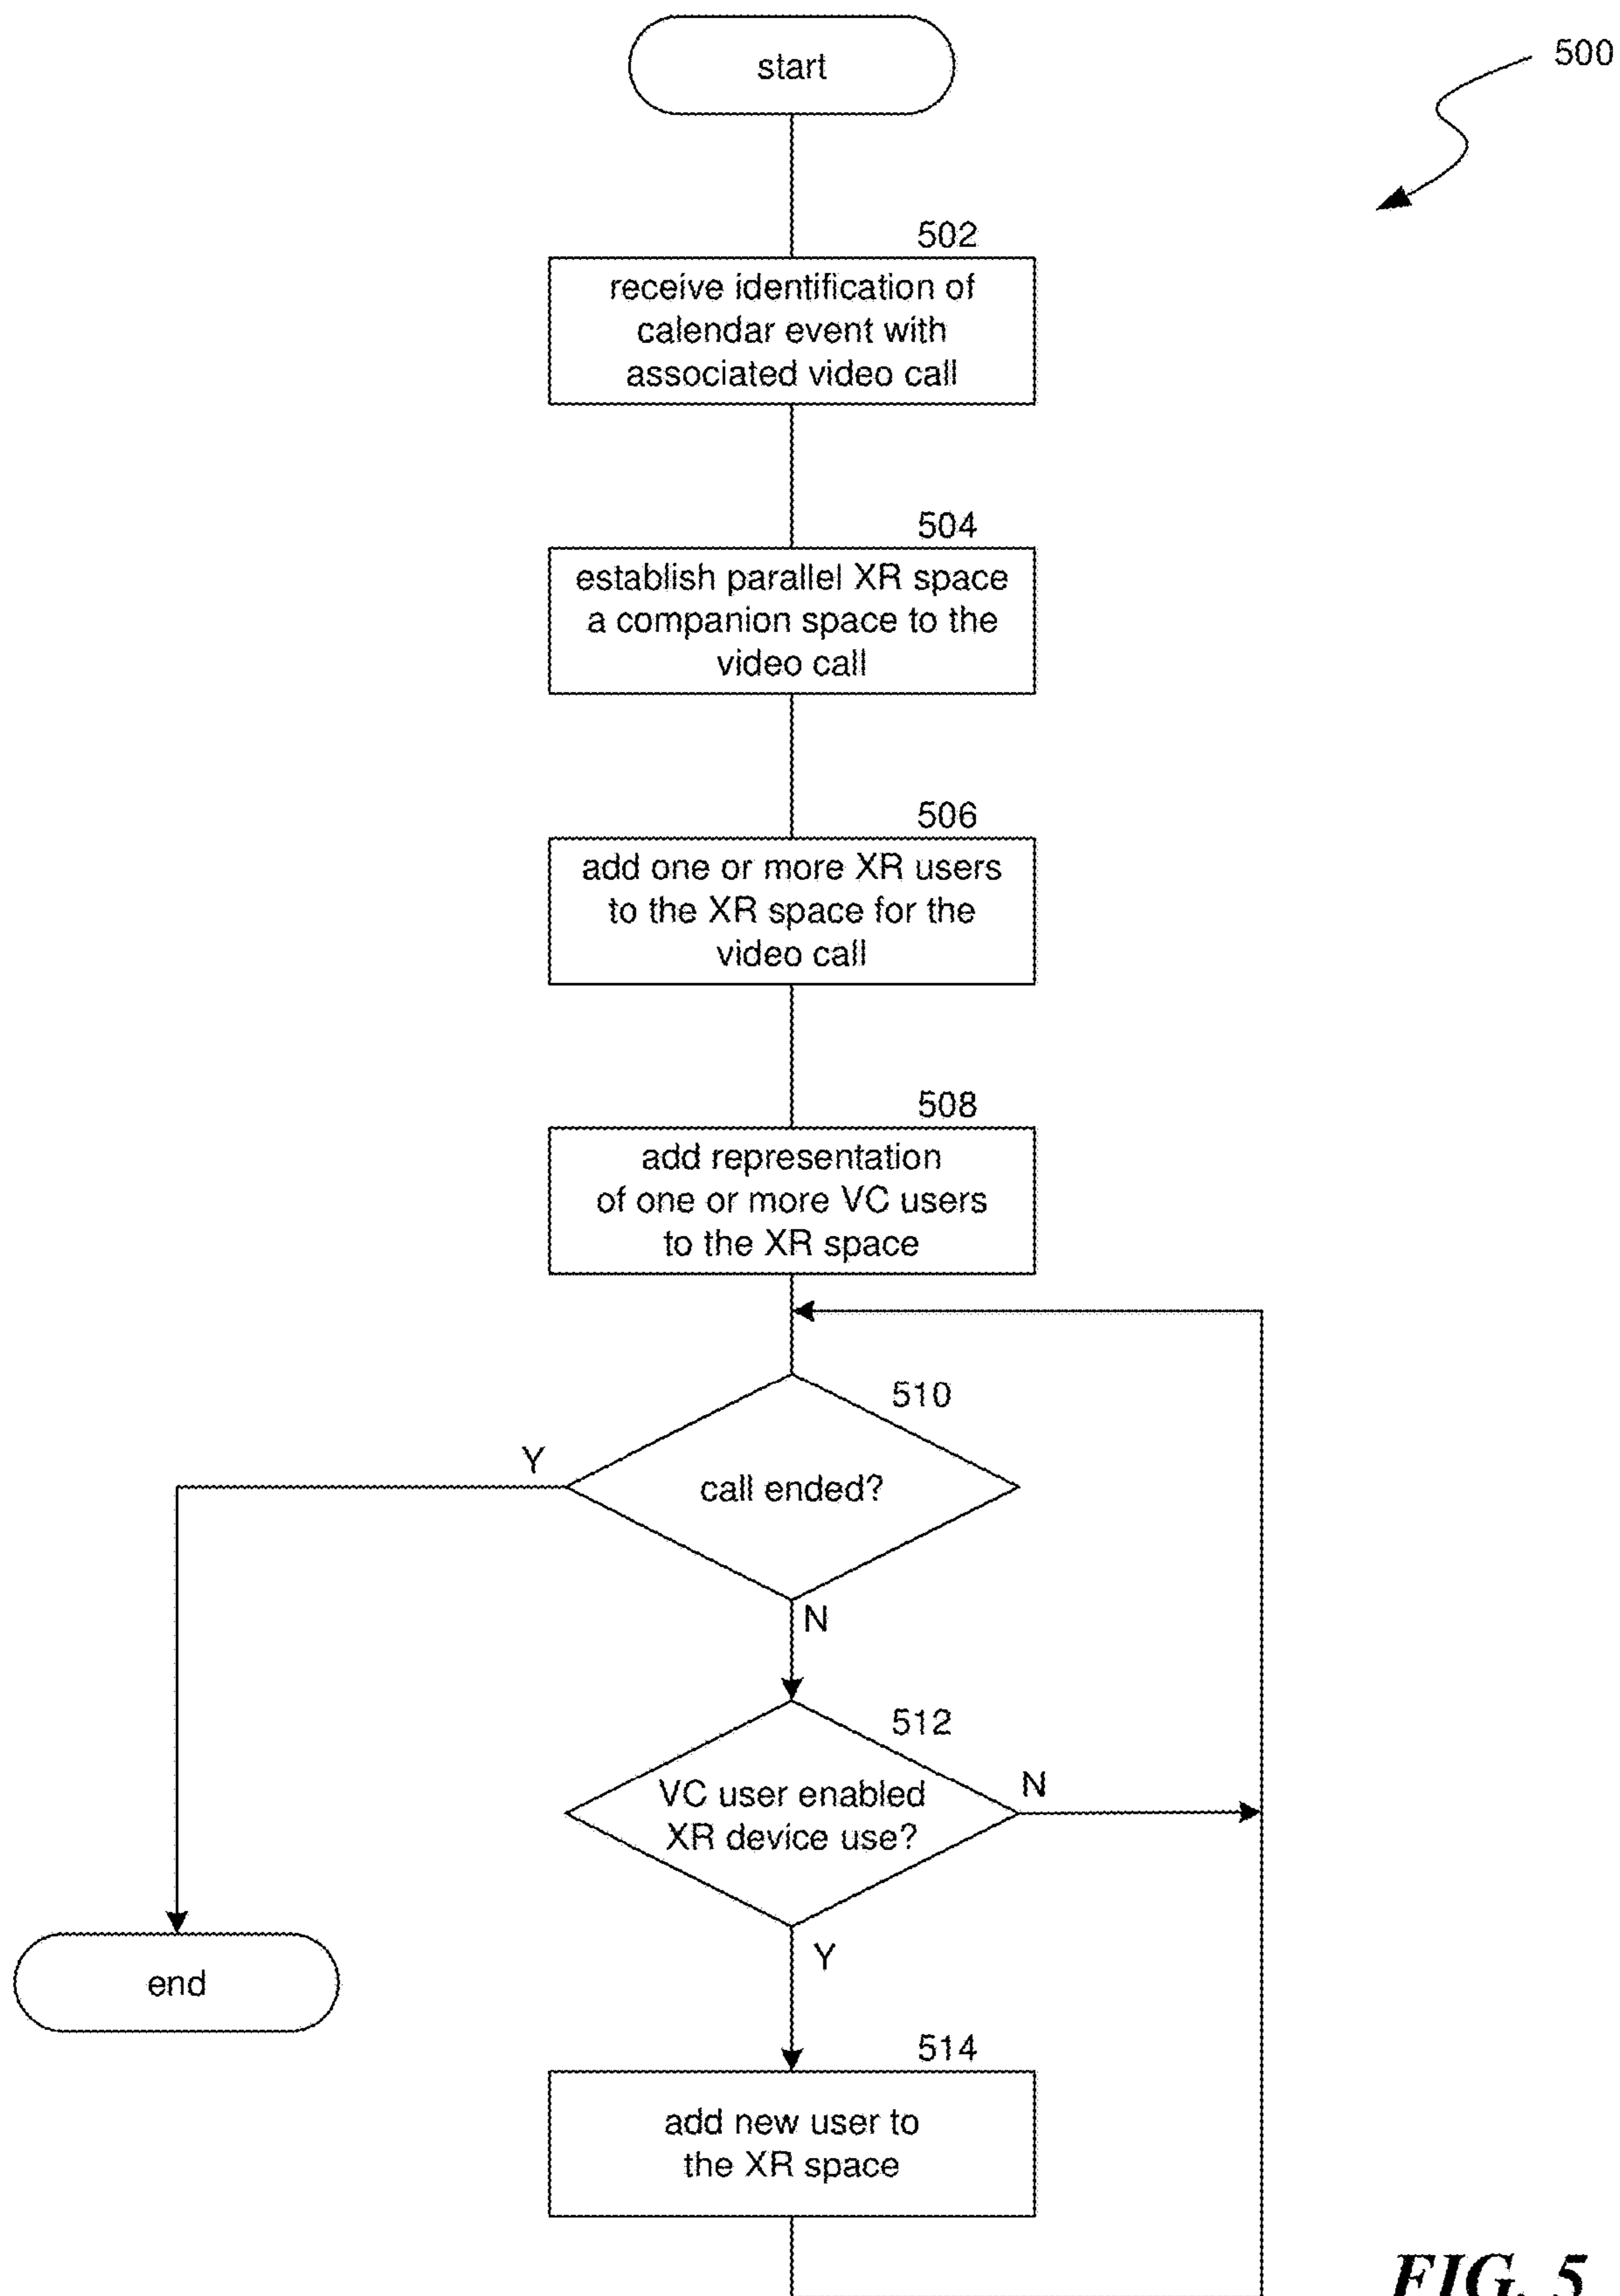 start
500
502
receive identification of
calendar event with
associated video call
504
establish parallel XR space
a companion space to the
video call
506
add one or more XR users
to the XR space for the
video call
508
add representation
of one or more VC users
to the XR space
510
Y
call ended?
N
512
VC user enabled
XR device use?
N
Y
end
514
add new user to
the XR space
FIG. 5